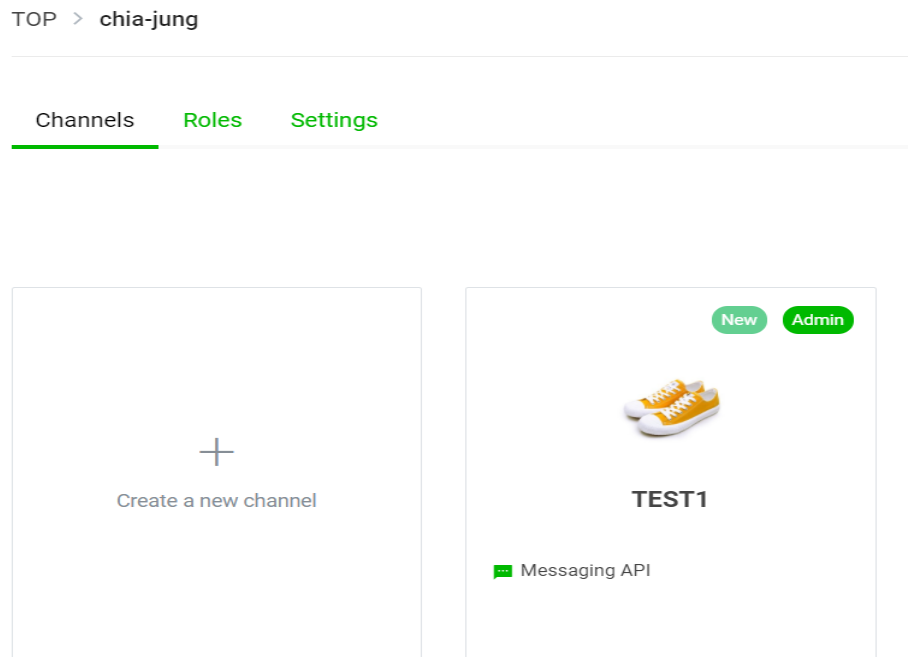 TOP > chia-jung
Channels Roles Settings
New Admin
Create a new channel
TEST1
Messaging API